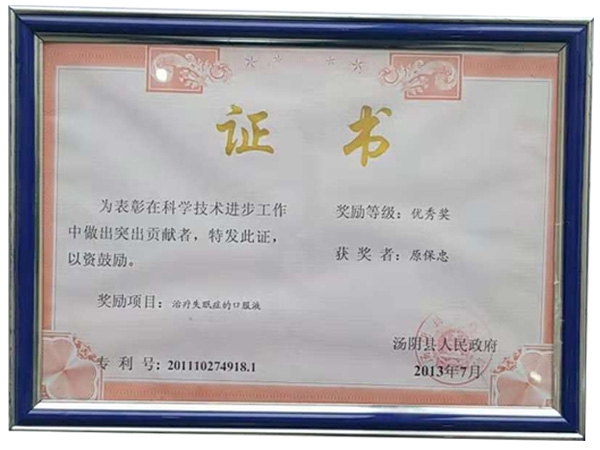 证书
为表彰在科学技术进步工作
中做出突出贡献者，特发此证，
以资鼓励。
奖励项目：治疗失眠症的口服液
专利号：201110274918.1
奖励等级：优秀奖
获奖者：原保忠
汤阴县人民政府
2013年7月